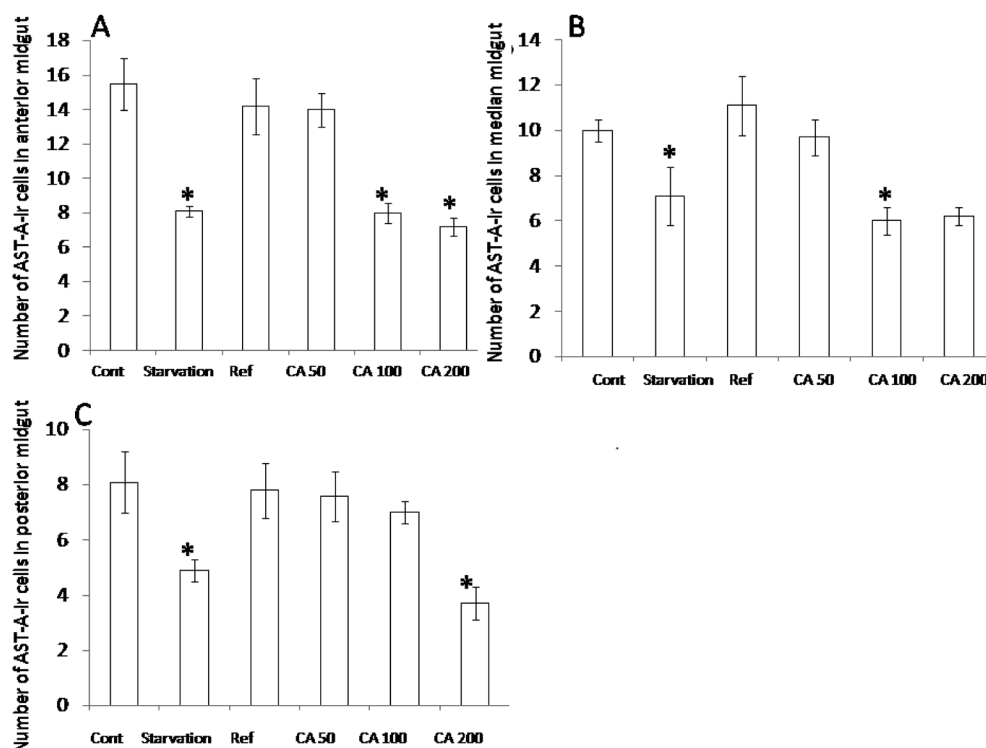 A
Number of AST-A-Ir cells in anterior midgut
18
16
14
12
10
8
6
4
2
0
Cont Starvation Ref CA 50 CA 100 CA 200
* * *
B
Number of AST-A-Ir cells in median midgut
14
12
10
8
6
4
2
0
Cont Starvation Ref CA 50 CA 100 CA 200
* *
C
Number of AST-A-Ir cells in posterior midgut
10
8
6
4
2
0
Cont Starvation Ref CA 50 CA 100 CA 200
* *